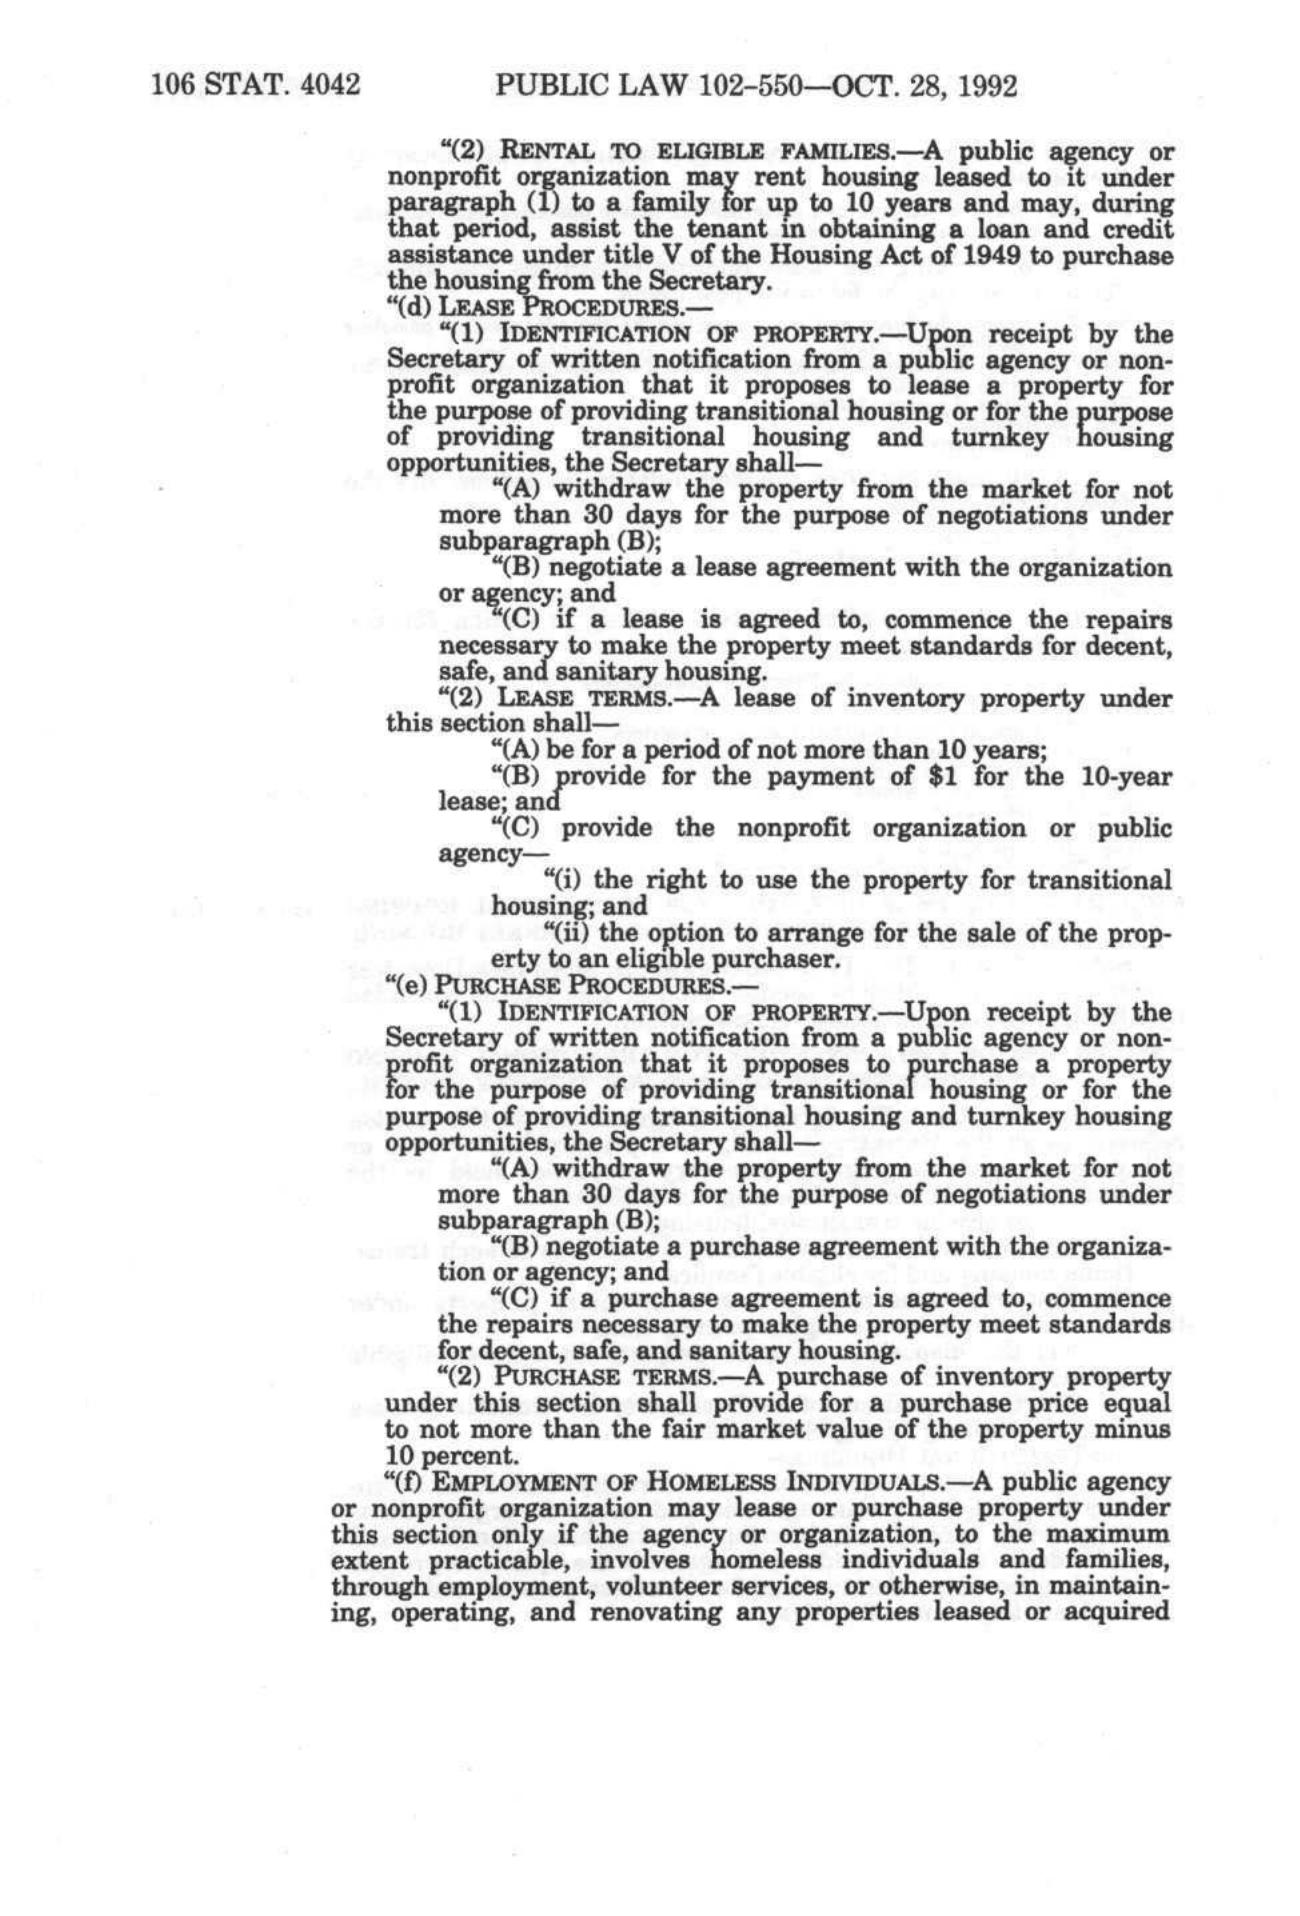 106 STAT. 4042 PUBLIC LAW 102-550—OCT. 28, 1992
"(2) RENTAL TO ELIGIBLE FAMILIES.—A public agency or
nonprofit organization may rent housing leased to it under
paragraph (1) to a family for up to 10 years and may, during
that period, assist the tenant in obtaining a loan and credit
assistance under title V of the Housing Act of 1949 to purchase
the housing from the Secretary.
"(d) LEASE PROCEDURES.—
"(1) IDENTIFICATION OF PROPERTY.—Upon receipt by the
Secretary of written notification from a public agency or non-
profit organization that it proposes to lease a property for
the purpose of providing transitional housing or for the purpose
of providing transitional housing and turnkey housing
opportunities, the Secretary shall—
"(A) withdraw the property from the market for not
more than 30 days for the purpose of negotiations under
subparagraph (B);
"(B) negotiate a lease agreement with the organization
or agency; and
"(C) if a lease is agreed to, commence the repairs
necessary to make the property meet standards for decent,
safe, and sanitary housing.
"(2) LEASE TERMS.—A lease of inventory property under
this section shall—
"(A) be for a period of not more than 10 years;
"(B) provide for the payment of $1 for the 10-year
lease; and
"(C) provide the nonprofit organization or public
agency—
"(i) the right to use the property for transitional
housing; and
"(ii) the option to arrange for the sale of the prop-
erty to an eligible purchaser.
"(e) PURCHASE PROCEDURES.—
"(1) IDENTIFICATION OF PROPERTY.—Upon receipt by the
Secretary of written notification from a public agency or non-
profit organization that it proposes to purchase a property
for the purpose of providing transitional housing or for the
purpose of providing transitional housing and turnkey housing
opportunities, the Secretary shall—
"(A) withdraw the property from the market for not
more than 30 days for the purpose of negotiations under
subparagraph (B);
"(B) negotiate a purchase agreement with the organiza-
tion or agency; and
"(C) if a purchase agreement is agreed to, commence
the repairs necessary to make the property meet standards
for decent, safe, and sanitary housing.
"(2) PURCHASE TERMS.—A purchase of inventory property
under this section shall provide for a purchase price equal
to not more than the fair market value of the property minus
10 percent.
"(f) EMPLOYMENT OF HOMELESS INDIVIDUALS.—A public agency
or nonprofit organization may lease or purchase property under
this section only if the agency or organization, to the maximum
extent practicable, involves homeless individuals and families,
through employment, volunteer services, or otherwise, in maintain-
ing, operating, and renovating any properties leased or acquired